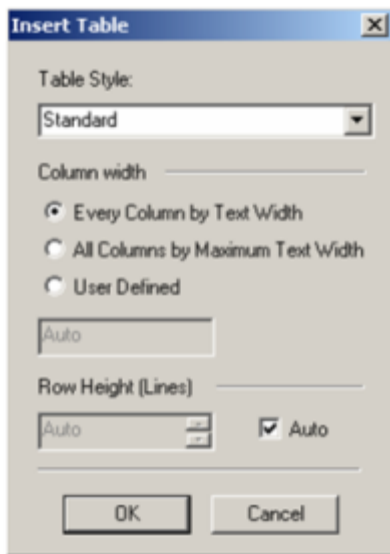 Insert Table
Table Style:
Standard
Column width
Every Column by Text Width
All Columns by Maximum Text Width
User Defined
Auto
Row Height (Lines)
Auto Auto
OK Cancel